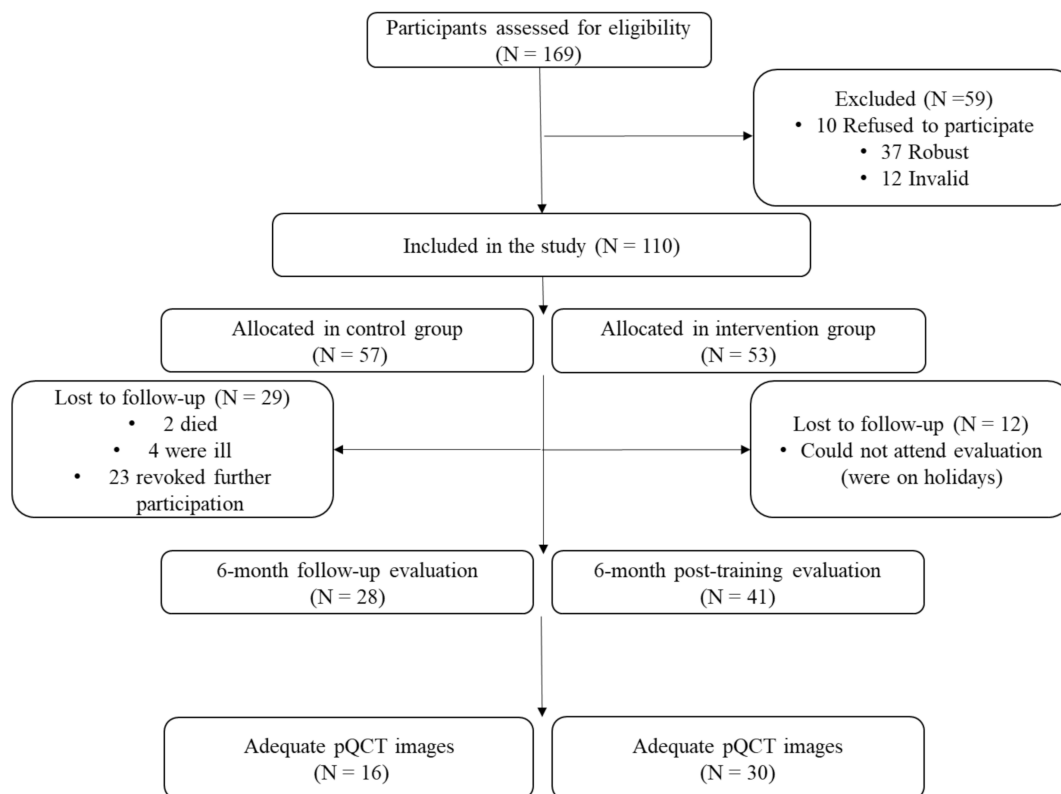 Participants assessed for eligibility
(N = 169)
Excluded (N =59)
• 10 Refused to participate
• 37 Robust
• 12 Invalid
Included in the study (N = 110)
Allocated in control group
(N = 57)
Allocated in intervention group
(N = 53)
Lost to follow-up (N = 29)
• 2 died
• 4 were ill
• 23 revoked further
participation
Lost to follow-up (N = 12)
• Could not attend evaluation
(were on holidays)
6-month follow-up evaluation
(N = 28)
6-month post-training evaluation
(N = 41)
Adequate pQCT images
(N = 16)
Adequate pQCT images
(N = 30)